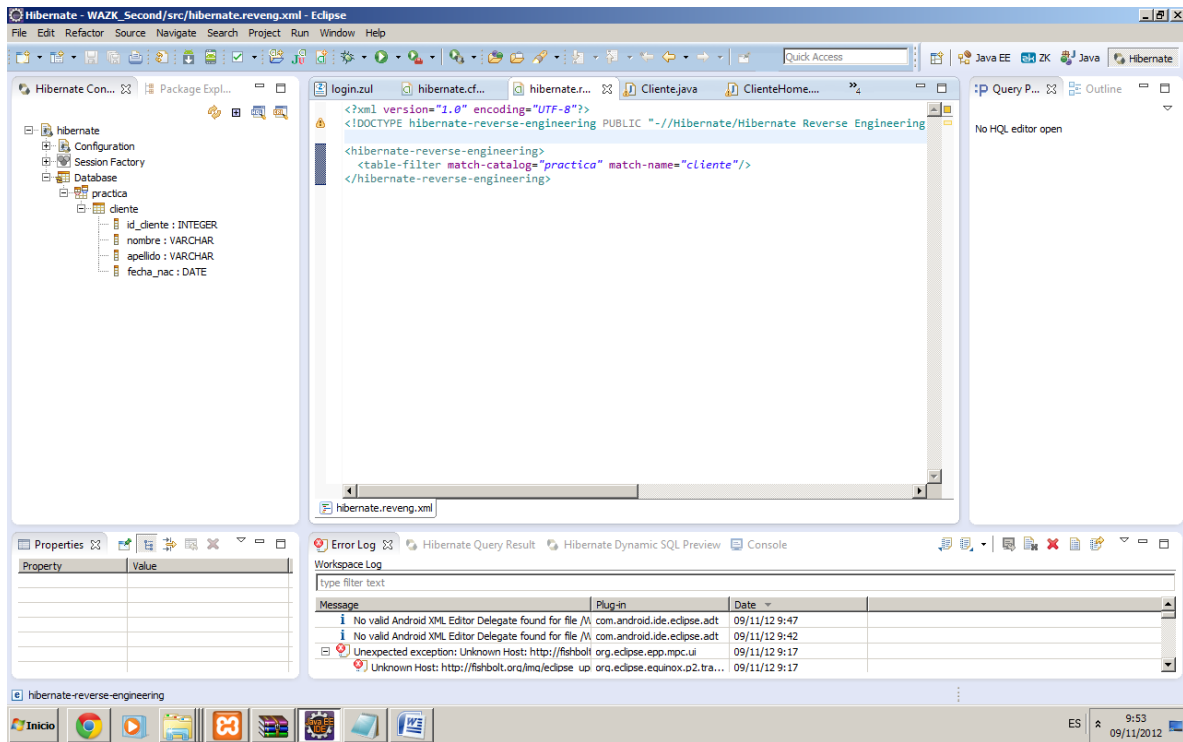 Hibernate - WAZK_Second/src/hibernate.reveng.xml - Eclipse
File Edit Refactor Source Navigate Search Project Run Window Help
Quick Access
Java EE ZK Java Hibernate
Hibernate Con... Package Expl...
login.zul hibernate.cf... hibernate.r... Cliente.java ClienteHome.... »4
Query P... Outline
No HQL editor open
hibernate
Configuration
Session Factory
Database
practica
cliente
id_cliente : INTEGER
nombre : VARCHAR
apellido : VARCHAR
fecha_nac : DATE
<?xml version="1.0" encoding="UTF-8"?>
<!DOCTYPE hibernate-reverse-engineering PUBLIC "-//Hibernate/Hibernate Reverse Engineering
<hibernate-reverse-engineering>
<table-filter match-catalog="practica" match-name="cliente"/>
</hibernate-reverse-engineering>
hibernate.reveng.xml
Properties
Property Value
Error Log Hibernate Query Result Hibernate Dynamic SQL Preview Console
Workspace Log
type filter text
Message Plug-in Date
No valid Android XML Editor Delegate found for file /W com.android.ide.eclipse.adt 09/11/12 9:47
No valid Android XML Editor Delegate found for file /W com.android.ide.eclipse.adt 09/11/12 9:42
Unexpected exception: Unknown Host: http://fishbolt org.eclipse.epp.mpc.ui 09/11/12 9:17
Unknown Host: http://fishbolt.org/img/eclipse_up org.eclipse.equinox.p2.tra... 09/11/12 9:17
hibernate-reverse-engineering
Inicio
Java EE IDE
ES
9:53
09/11/2012